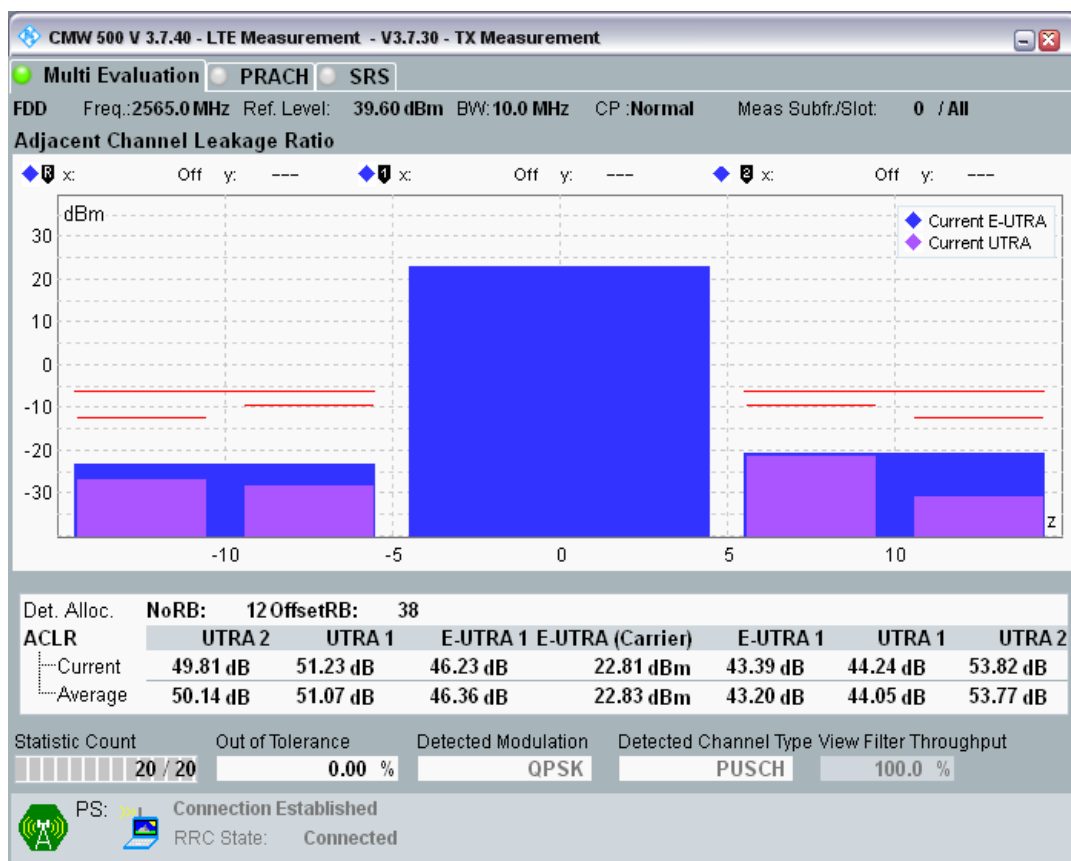 CMW 500 V 3.7.40 - LTE Measurement - V3.7.30 - TX Measurement
Multi Evaluation PRACH SRS
FDD Freq.:2565.0 MHz Ref. Level: 39.60 dBm BW:10.0 MHz CP :Normal Meas Subfr./Slot: 0 / All
Adjacent Channel Leakage Ratio
R x: Off y: --- 1 x: Off y: --- 2 x: Off y: ---
dBm
Current E-UTRA
Current UTRA
30
20
10
0
-10
-20
-30
z
-10 -5 0 5 10
Det. Alloc. NoRB: 12 OffsetRB: 38
ACLR UTRA 2 UTRA 1 E-UTRA 1 E-UTRA (Carrier) E-UTRA 1 UTRA 1 UTRA 2
Current 49.81 dB 51.23 dB 46.23 dB 22.81 dBm 43.39 dB 44.24 dB 53.82 dB
Average 50.14 dB 51.07 dB 46.36 dB 22.83 dBm 43.20 dB 44.05 dB 53.77 dB
Statistic Count Out of Tolerance Detected Modulation Detected Channel Type View Filter Throughput
20 / 20 0.00 % QPSK PUSCH 100.0 %
PS: Connection Established
RRC State: Connected